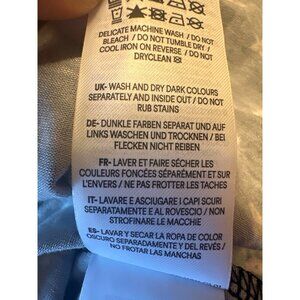 DELICATE MACHINE WASH / DO NOT
BLEACH / DO NOT TUMBLE DRY /
COOL IRON ON REVERSE / DO NOT
DRYCLEAN
UK- WASH AND DRY DARK COLOURS
SEPARATELY AND INSIDE OUT / DO NOT
RUB STAINS
DE- DUNKLE FARBEN SEPARAT UND AUF
LINKS WASCHEN UND TROCKNEN / BEI
FLECKEN NICHT REIBEN
FR- LAVER ET FAIRE SÉCHER LES
COULEURS FONCÉES SÉPARÉMENT ET SUR
L'ENVERS / NE PAS FROTTER LES TACHES
IT- LAVARE E ASCIUGARE I CAPI SCURI
SEPARATAMENTE E AL ROVESCIO / NON
STROFINARE LE MACCHIE
ES- LAVAR Y SECAR LA ROPA DE COLOR
OSCURO SEPARADAMENTE Y DEL REVÉS /
NO FROTAR LAS MANCHAS